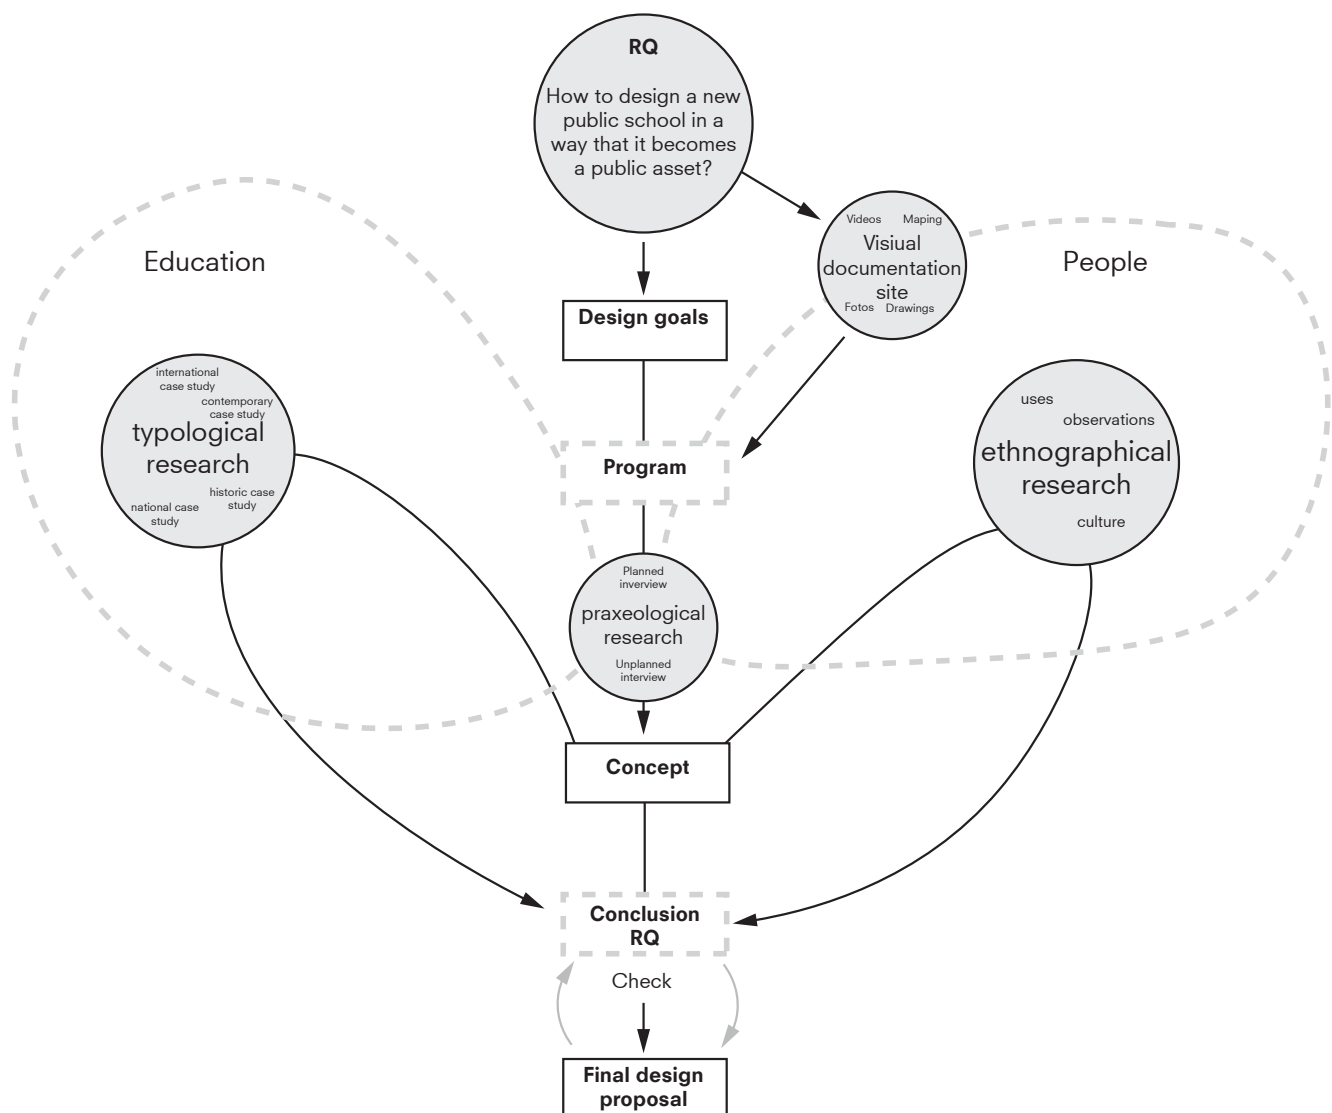 RQ
How to design a new
public school in a
way that it becomes
a public asset?
Videos
Maping
Visiual
documentation
site
Fotos
Drawings
Education
People
Design goals
international
case study
contemporary
case study
typological
research
historic case
study
national case
study
Program
uses
observations
ethnographical
research
culture
Planned
inverview
praxeological
research
Unplanned
interview
Concept
Conclusion
RQ
Check
Final design
proposal